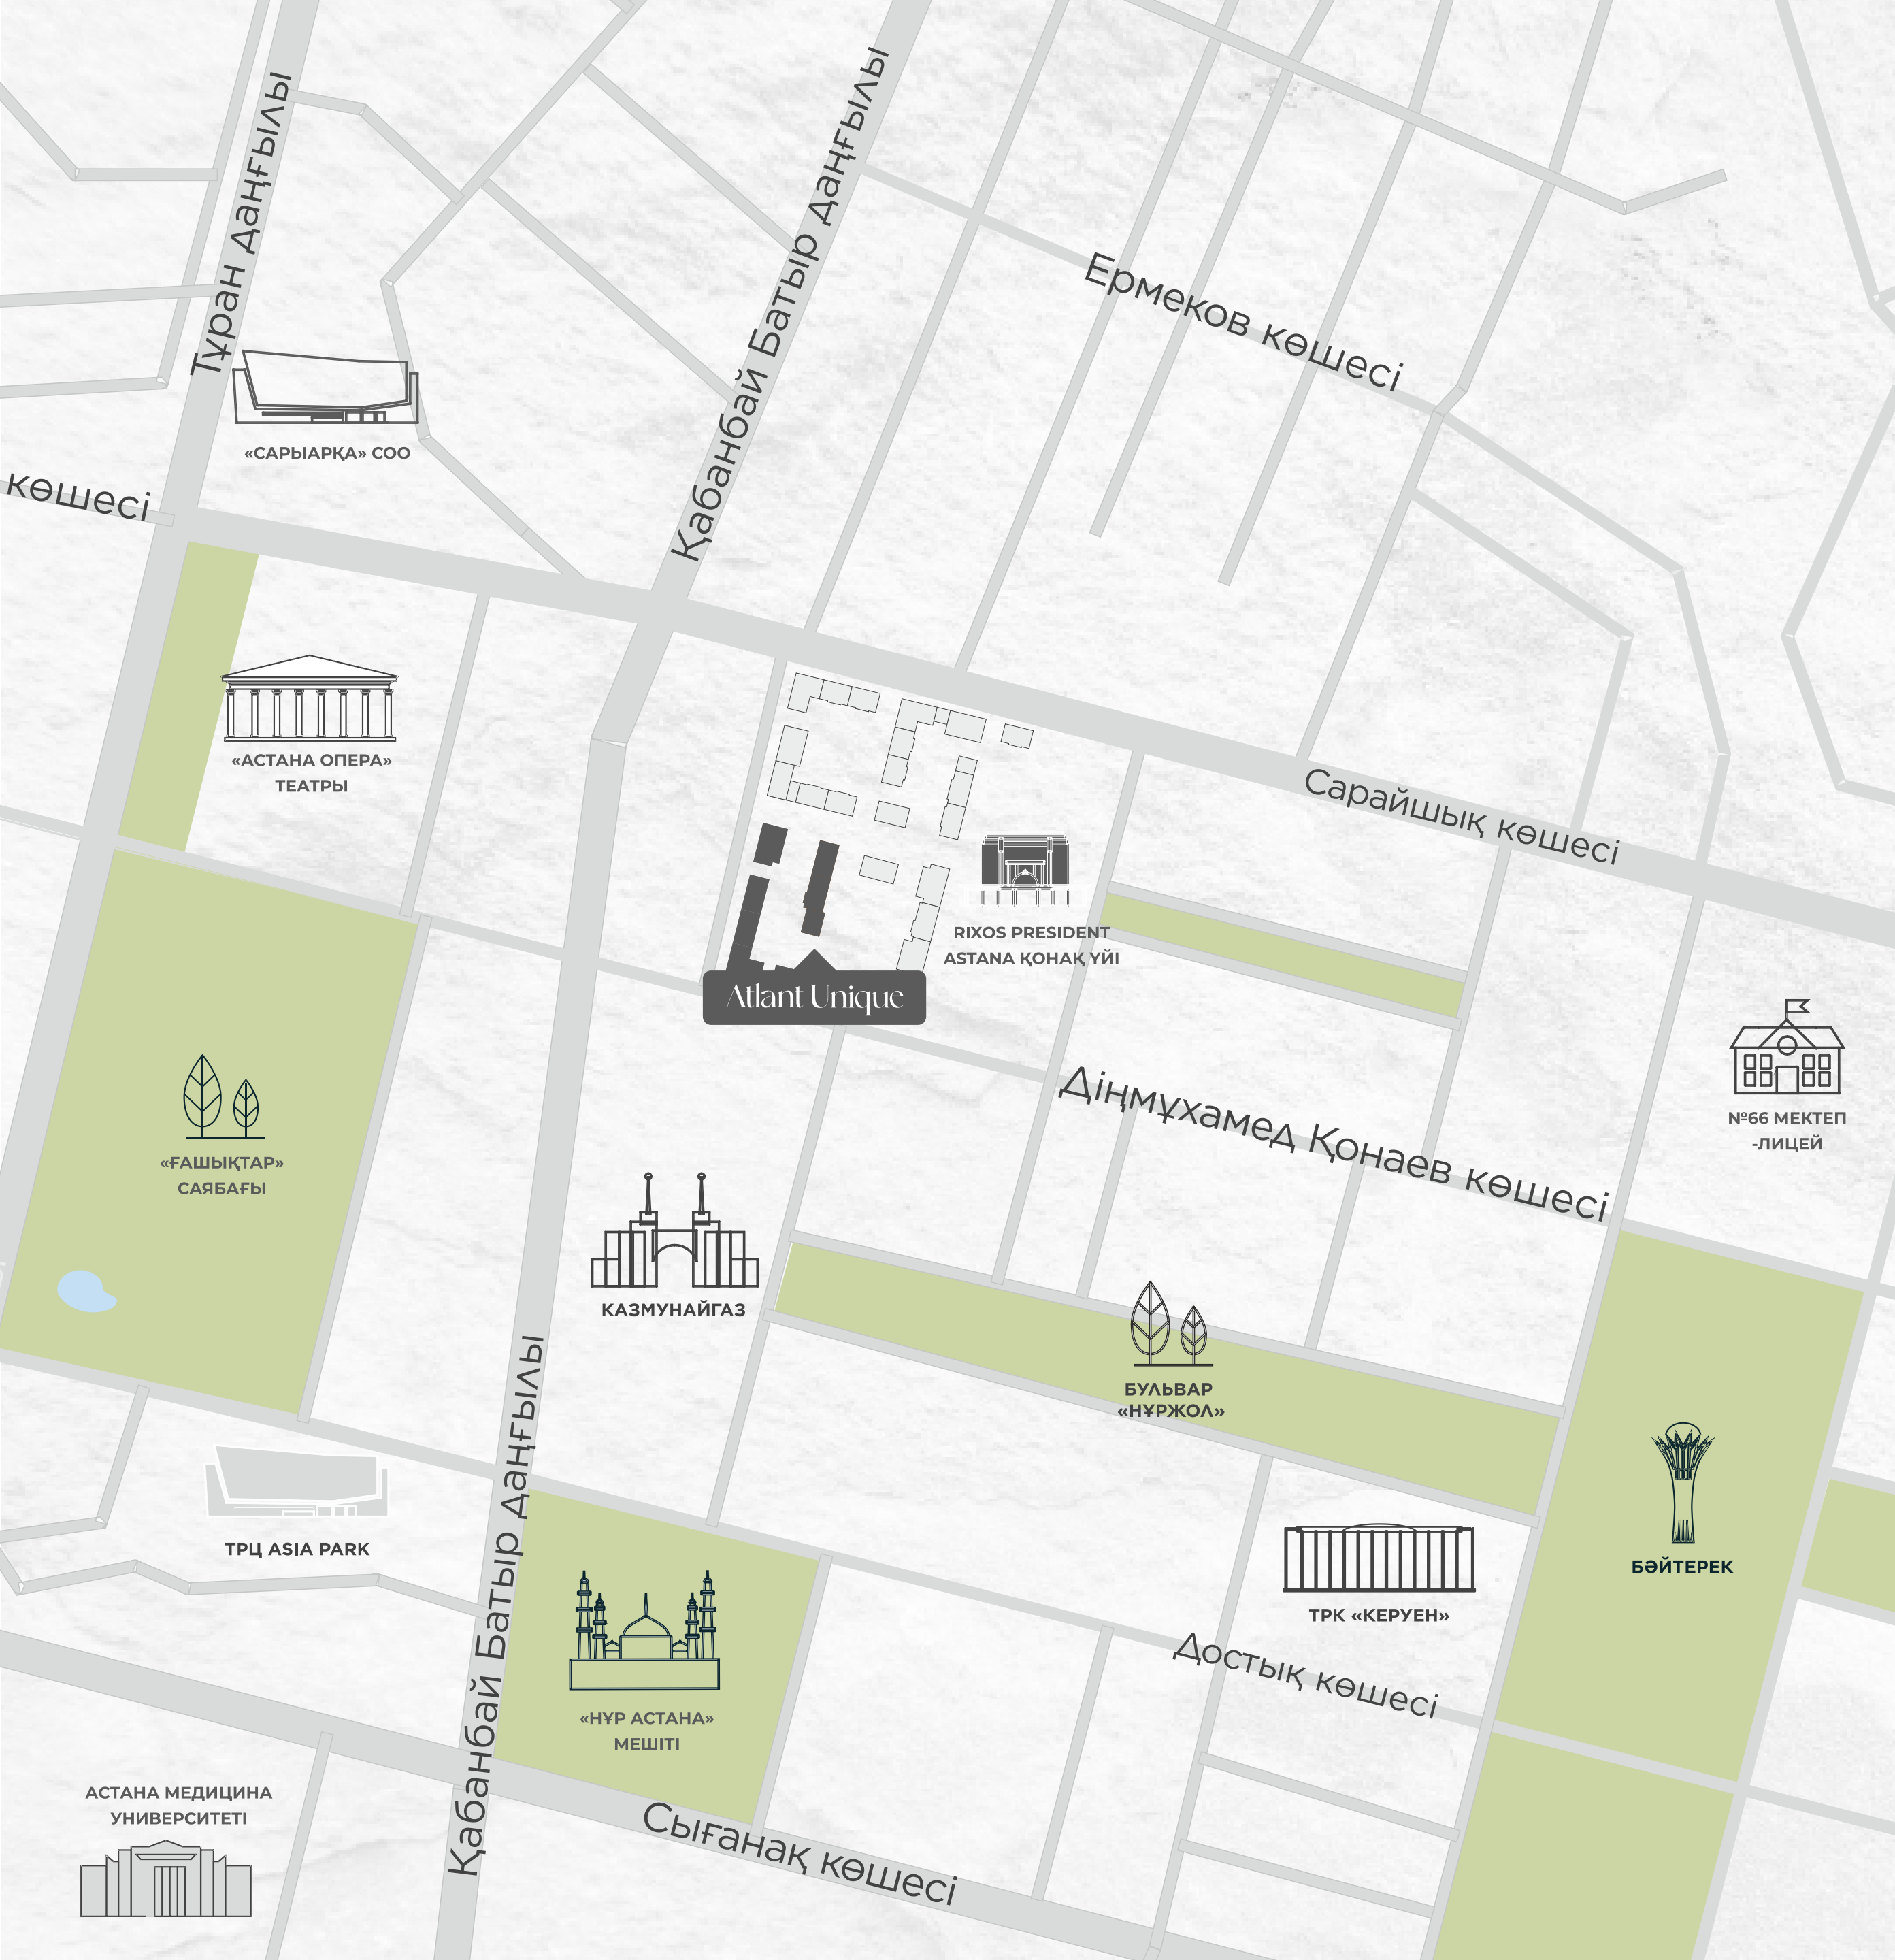 Тұран даңғылы
Қабанбай Батыр даңғылы
Ермеков көшесі
«САРЫАРҚА» СОО
көшесі
«АСТАНА ОПЕРА»
ТЕАТРЫ
Сарайшық көшесі
RIXOS PRESIDENT
ASTANA ҚОНАҚ ҮЙІ
Atlant Unique
№66 МЕКТЕП
-ЛИЦЕЙ
Діңмұхамед Қонаев көшесі
«ҒАШЫҚТАР»
САЯБАҒЫ
КАЗМУНАЙГАЗ
БУЛЬВАР
«НҰРЖОЛ»
Қабанбай Батыр даңғылы
ТРЦ ASIA PARK
БӘЙТЕРЕК
ТРК «КЕРУЕН»
Достық көшесі
«НҰР АСТАНА»
МЕШІТІ
АСТАНА МЕДИЦИНА
УНИВЕРСИТЕТІ
Сығанақ көшесі